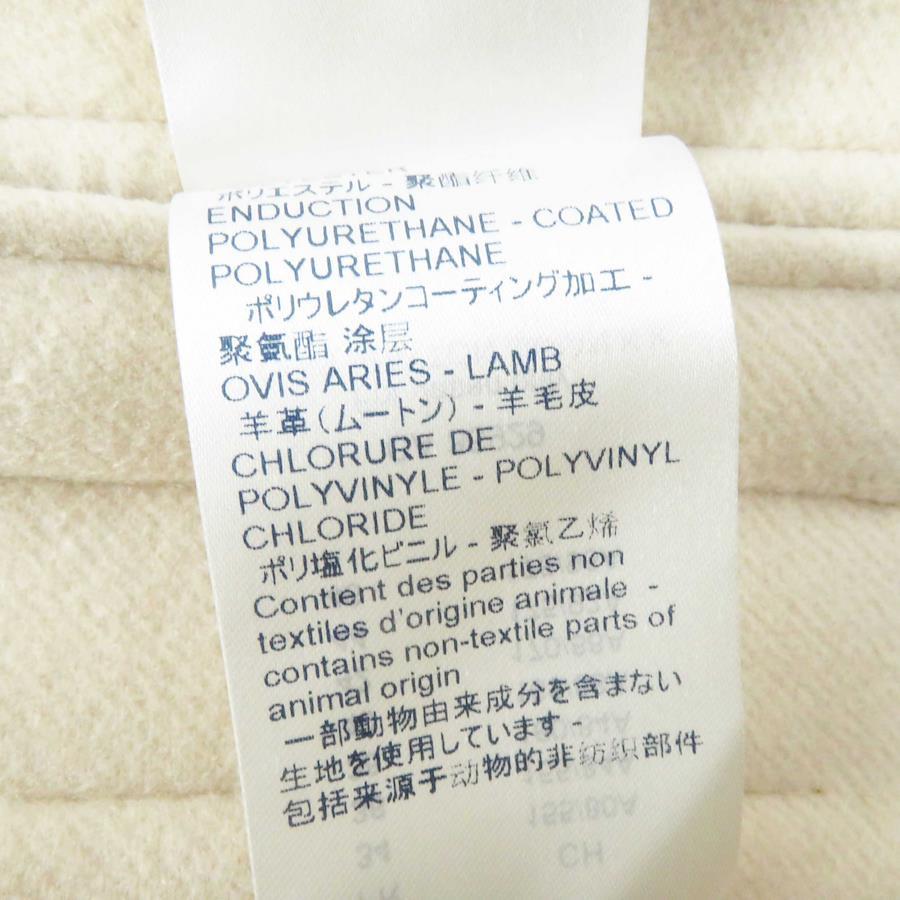 ポリエステル - 聚酯纤维
ENDUCTION
POLYURETHANE - COATED
POLYURETHANE
ポリウレタンコーティング加工 -
聚氨酯 涂层
OVIS ARIES - LAMB
羊革(ムートン) - 羊毛皮
CHLORURE DE
POLYVINYLE - POLYVINYL
CHLORIDE
ポリ塩化ビニル - 聚氯乙烯
Contient des parties non
textiles d'origine animale -
contains non-textile parts of
animal origin
一部動物由来成分を含まない
生地を使用しています -
包括来源于动物的非纺织部件